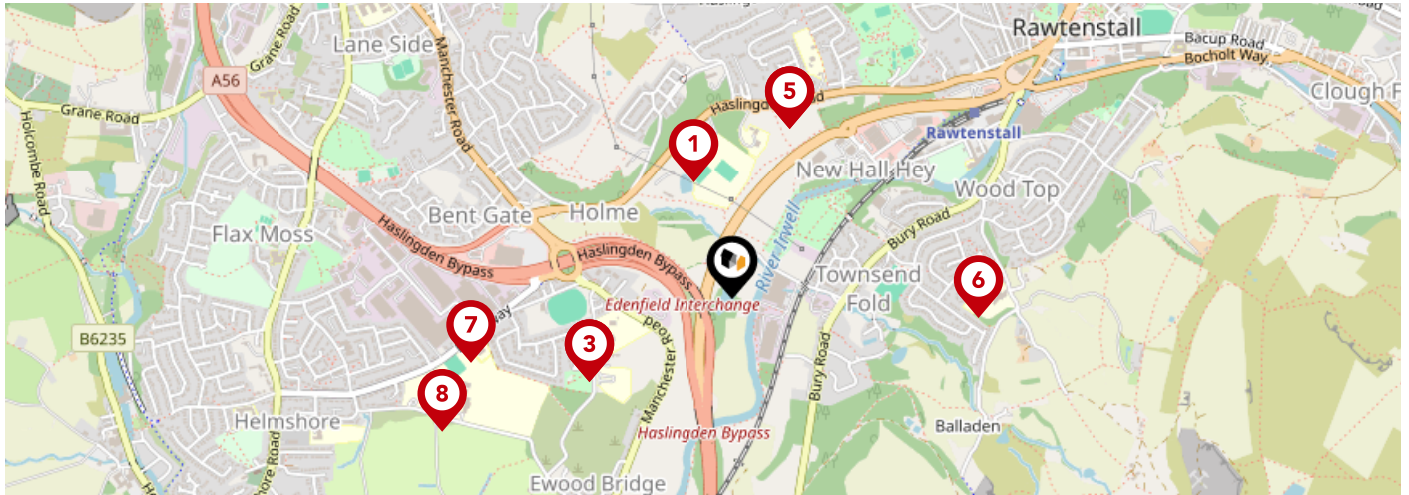 Rawtenstall
Lane Side
Grane Road
Manchester Road
Bacup Road
Bocholt Way
A56
5
Haslingd
d
Clough F
Grane Road
Holcombe Road
1
Rawtenstall
New Hall Hey
Wood Top
Bent Gate
Holme
Flax Moss
Haslingden Bypass
Haslingden Bypass
River Irwell
Bury Road
Townsend
Fold
6
Edenfield Interchange
7
way
3
B6235
Manchester Road
Bury Road
8
Helmshore
Haslingden Bypass
Balladen
ore Road
Ewood Bridge